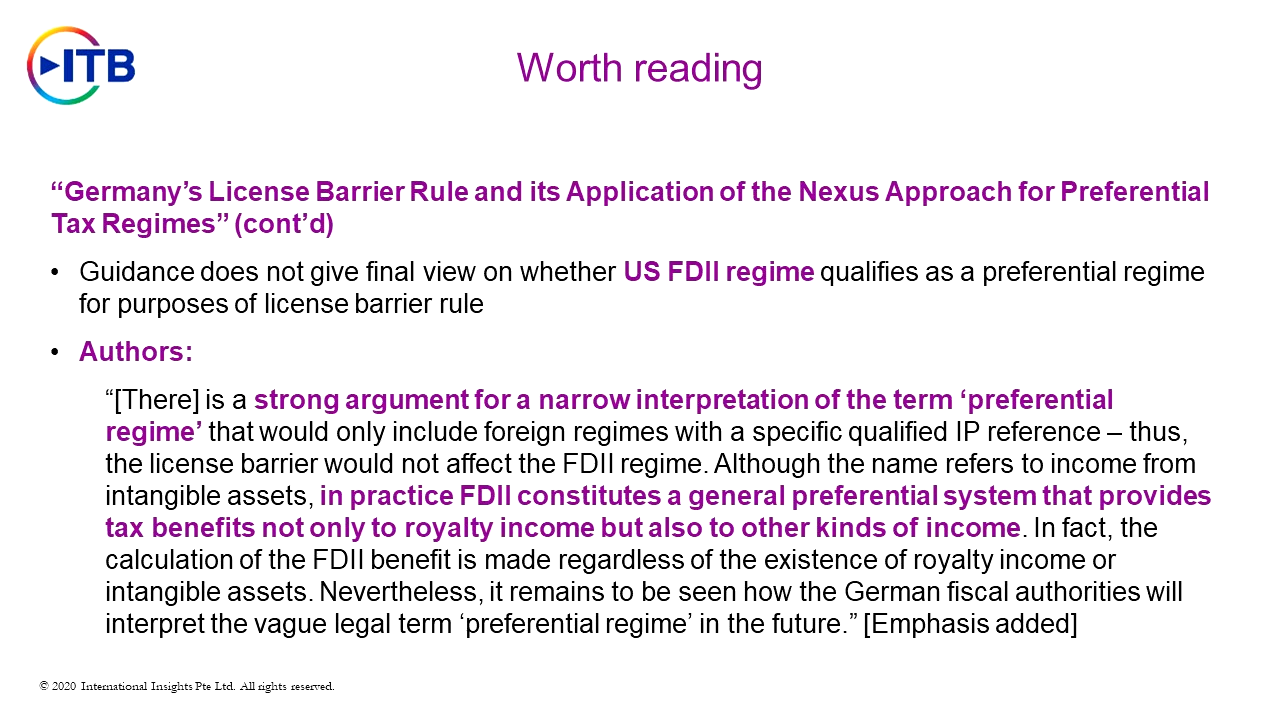 ITB
Worth reading
“Germany’s License Barrier Rule and its Application of the Nexus Approach for Preferential
Tax Regimes” (cont’d)
• Guidance does not give final view on whether US FDII regime qualifies as a preferential regime
for purposes of license barrier rule
• Authors:
“[There] is a strong argument for a narrow interpretation of the term ‘preferential
regime’ that would only include foreign regimes with a specific qualified IP reference – thus,
the license barrier would not affect the FDII regime. Although the name refers to income from
intangible assets, in practice FDII constitutes a general preferential system that provides
tax benefits not only to royalty income but also to other kinds of income. In fact, the
calculation of the FDII benefit is made regardless of the existence of royalty income or
intangible assets. Nevertheless, it remains to be seen how the German fiscal authorities will
interpret the vague legal term ‘preferential regime’ in the future.” [Emphasis added]
© 2020 International Insights Pte Ltd. All rights reserved.